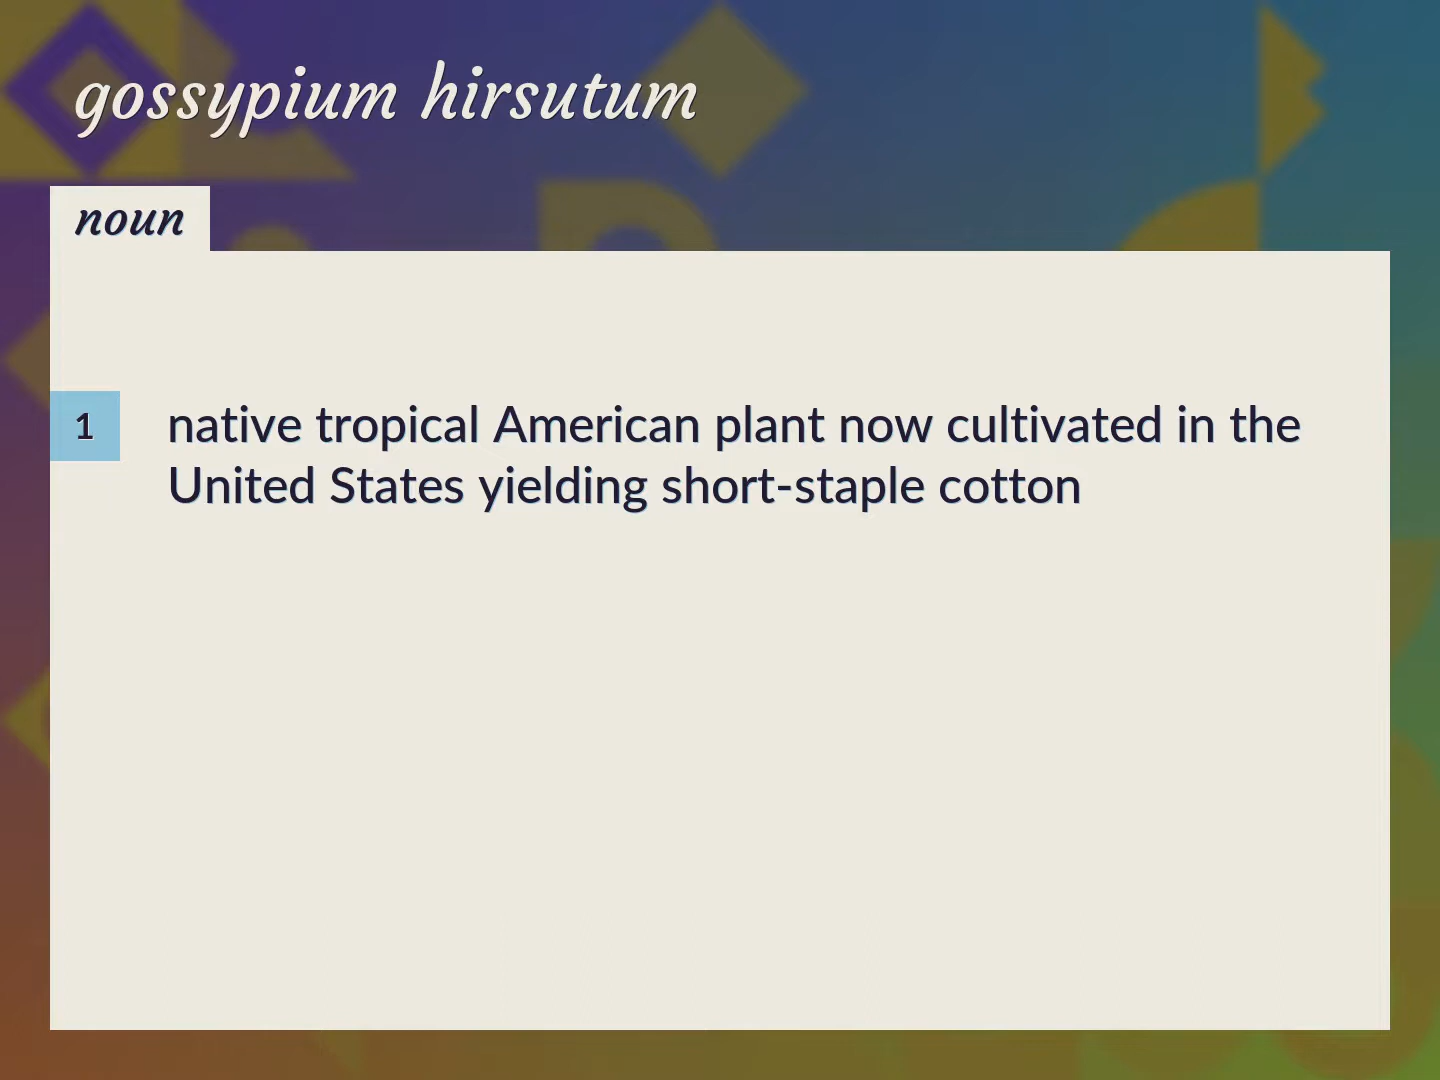 gossypium hirsutum
noun
1 native tropical American plant now cultivated in the
United States yielding short-staple cotton